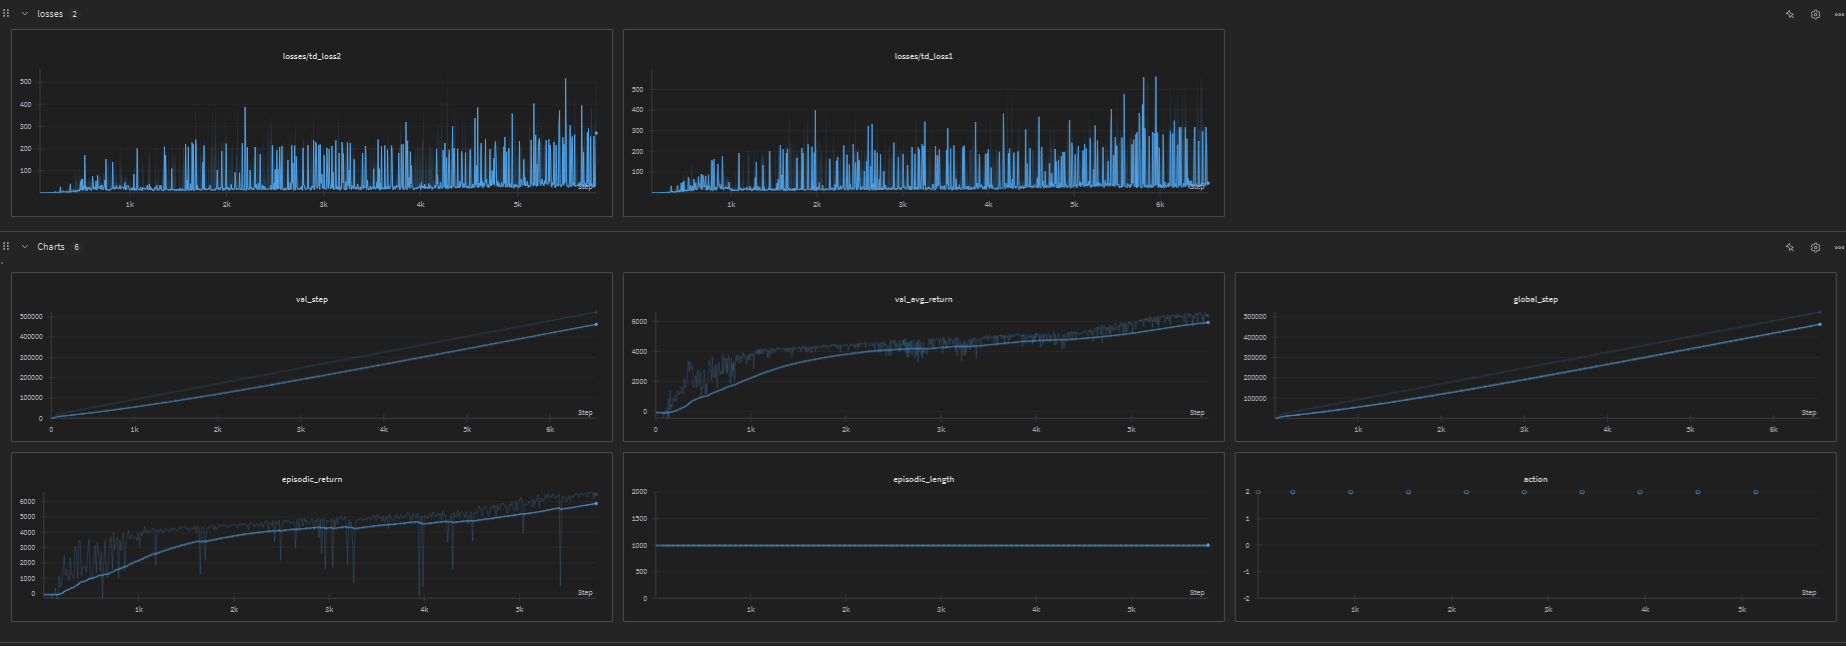 losses 2
losses/td_loss2
500
400
300
200
100
Step
1k 2k 3k 4k 5k
losses/td_loss1
500
400
300
200
100
Step
1k 2k 3k 4k 5k 6k
Charts 6
val_step
500000
400000
300000
200000
100000
0
Step
0 1k 2k 3k 4k 5k 6k
val_avg_return
6000
4000
2000
0
Step
0 1k 2k 3k 4k 5k
global_step
500000
400000
300000
200000
100000
Step
1k 2k 3k 4k 5k 6k
episodic_return
6000
5000
4000
3000
2000
1000
0
Step
1k 2k 3k 4k 5k
episodic_length
2000
1500
1000
500
0
Step
1k 2k 3k 4k 5k
action
2
1
0
-1
-2
Step
1k 2k 3k 4k 5k